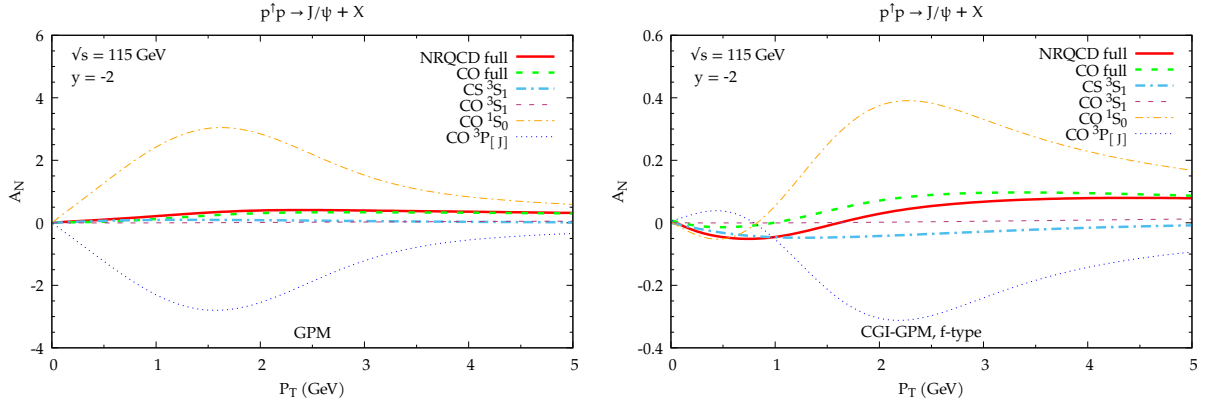 p↑p → J/ψ + X
√s = 115 GeV
y = -2
NRQCD full
CO full
CS ³S₁
CO ³S₁
CO ¹S₀
CO ³P[J]
A_N
6
4
2
0
-2
-4
GPM
0 1 2 3 4 5
P_T (GeV)
p↑p → J/ψ + X
√s = 115 GeV
y = -2
NRQCD full
CO full
CS ³S₁
CO ³S₁
CO ¹S₀
CO ³P[J]
A_N
0.6
0.4
0.2
0
-0.2
-0.4
CGI-GPM, f-type
0 1 2 3 4 5
P_T (GeV)